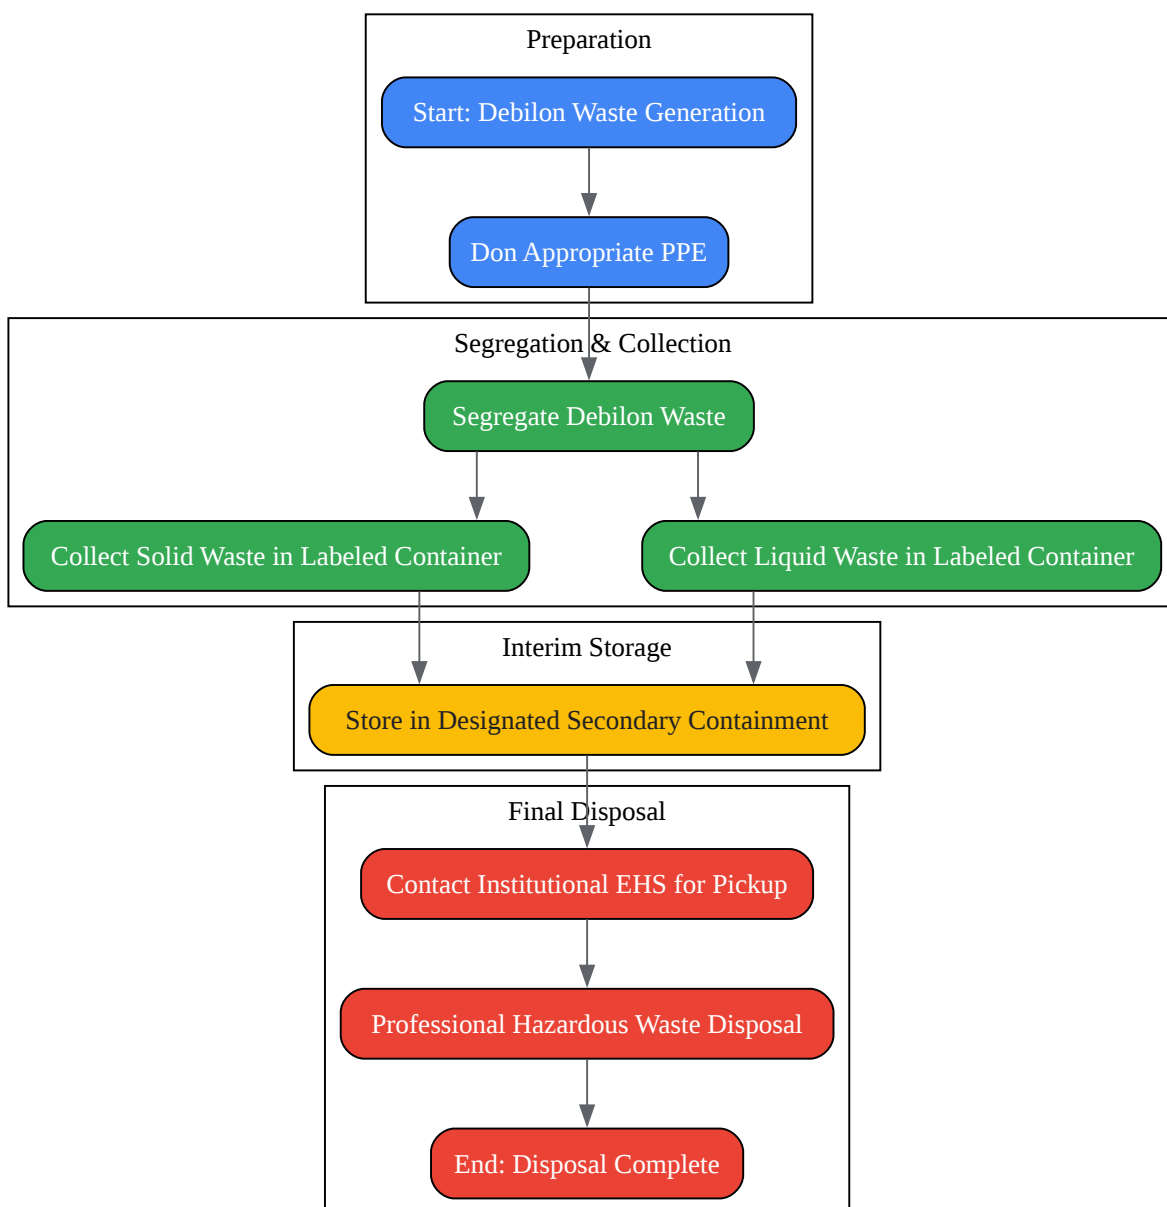 Preparation
Start: Debilon Waste Generation
Don Appropriate PPE
Segregation & Collection
Segregate Debilon Waste
Collect Solid Waste in Labeled Container
Collect Liquid Waste in Labeled Container
Interim Storage
Store in Designated Secondary Containment
Final Disposal
Contact Institutional EHS for Pickup
Professional Hazardous Waste Disposal
End: Disposal Complete